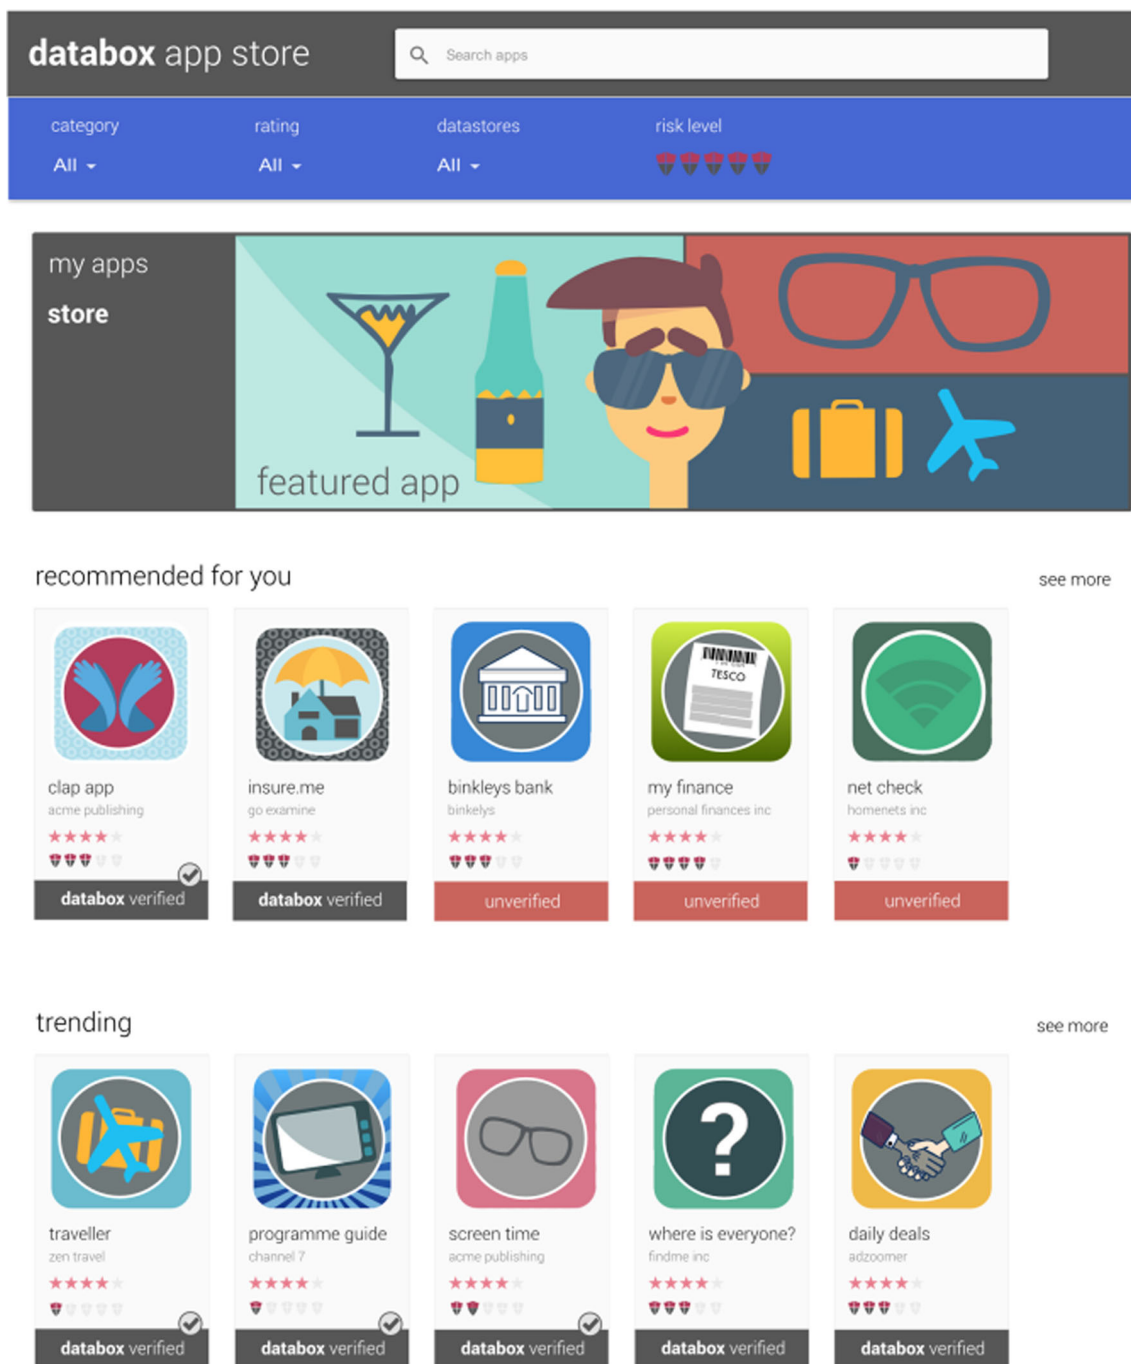 databox app store
Search apps
category rating datastores risk level
All All All
my apps
store
featured app
recommended for you see more
TESCO
clap app insure.me binkleys bank my finance net check
acme publishing go examine binkelys personal finances inc homenets inc
databox verified databox verified unverified unverified unverified
trending see more
?
traveller programme guide screen time where is everyone? daily deals
zen travel channel 7 acme publishing findme inc adzoomer
databox verified databox verified databox verified databox verified databox verified